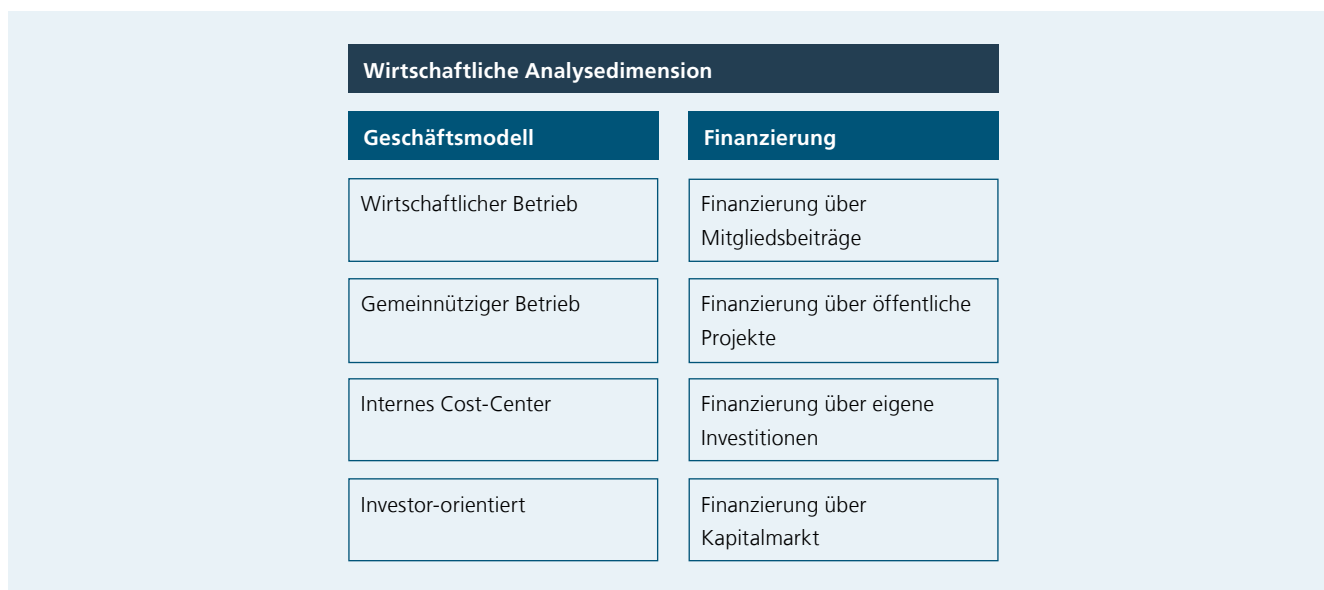 Wirtschaftliche Analysedimension
Geschäftsmodell
Wirtschaftlicher Betrieb
Gemeinnütziger Betrieb
Internes Cost-Center
Investor-orientiert
Finanzierung
Finanzierung über
Mitgliedsbeiträge
Finanzierung über öffentliche
Projekte
Finanzierung über eigene
Investitionen
Finanzierung über
Kapitalmarkt